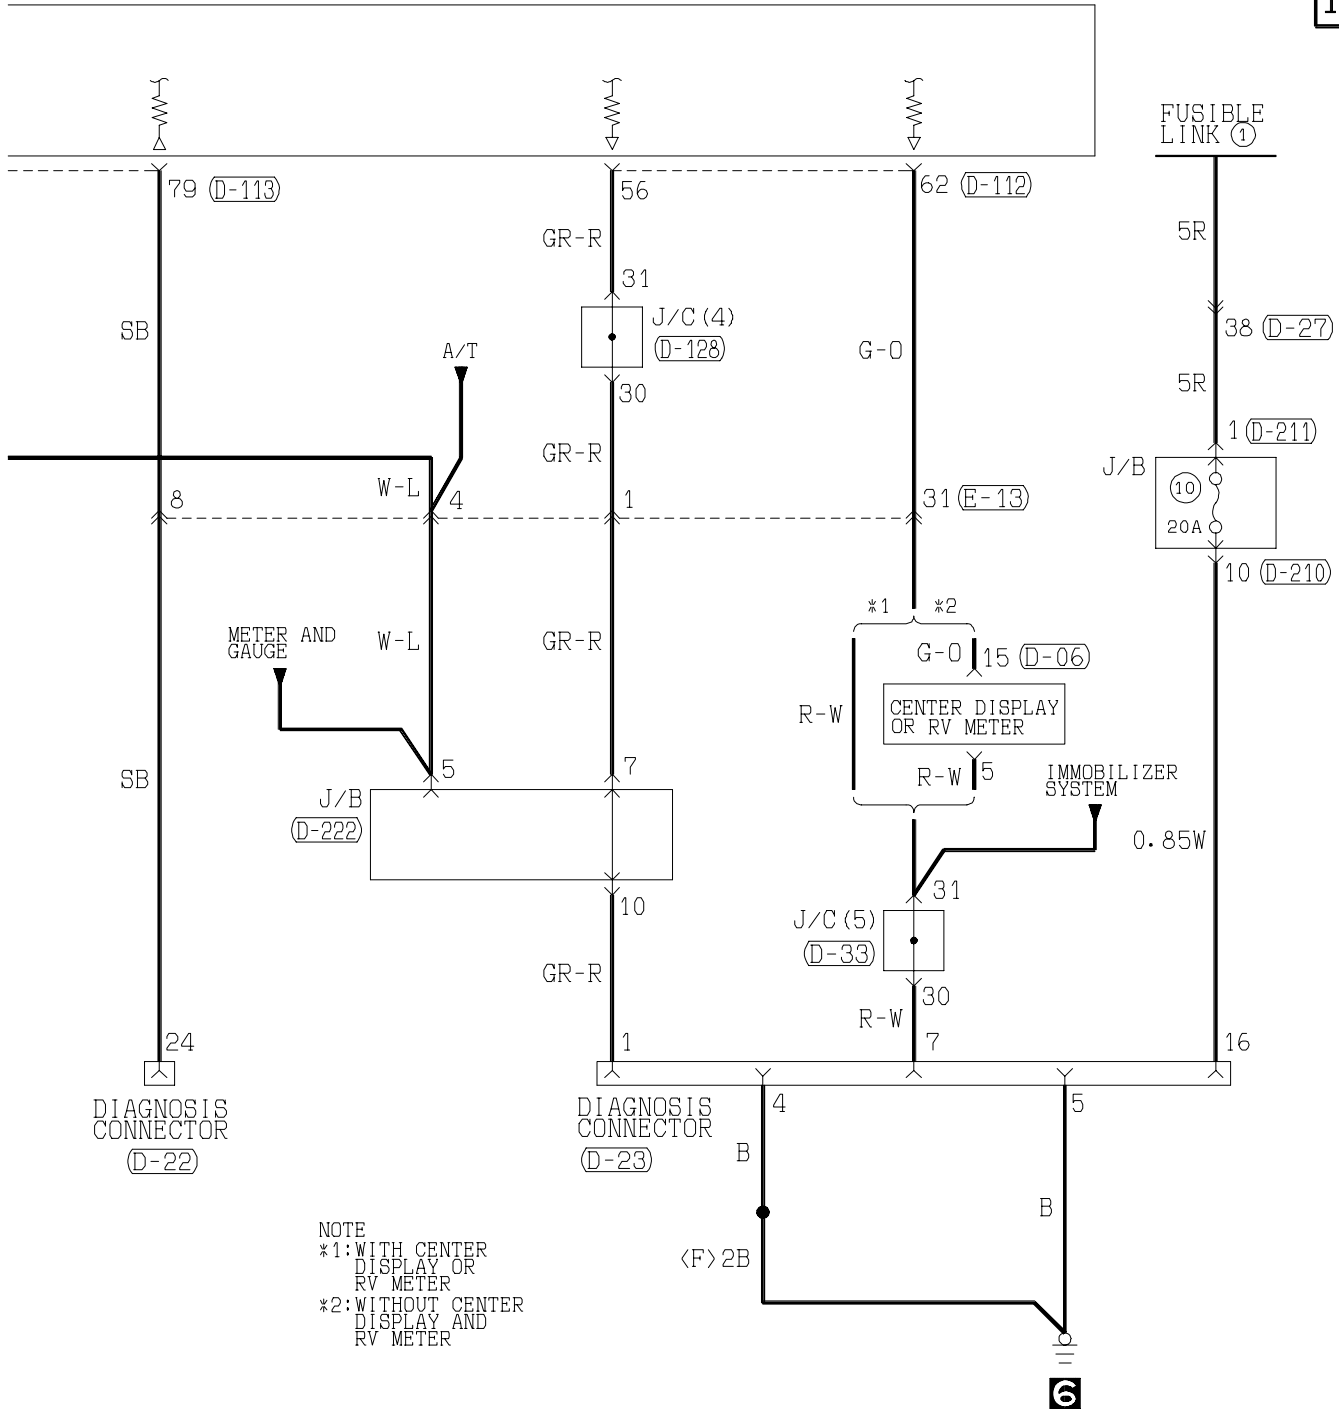 1
FUSIBLE
LINK ①
79 (D-113)
56
62 (D-112)
GR-R
5R
31
SB
J/C(4)
(D-128)
38 (D-27)
A/T
G-O
30
5R
1 (D-211)
GR-R
J/B
W-L
10
8
4
1
31 (E-13)
20A
10 (D-210)
*1
*2
METER AND
GAUGE
W-L
GR-R
G-O
15 (D-06)
R-W
CENTER DISPLAY
OR RV METER
5
7
SB
R-W
5
IMMOBILIZER
SYSTEM
J/B
(D-222)
0.85W
31
10
J/C(5)
(D-33)
GR-R
30
R-W
24
1
7
16
DIAGNOSIS
CONNECTOR
(D-22)
DIAGNOSIS
CONNECTOR
(D-23)
4
5
B
B
<F>2B
NOTE
*1:WITH CENTER
DISPLAY OR
RV METER
*2:WITHOUT CENTER
DISPLAY AND
RV METER
6